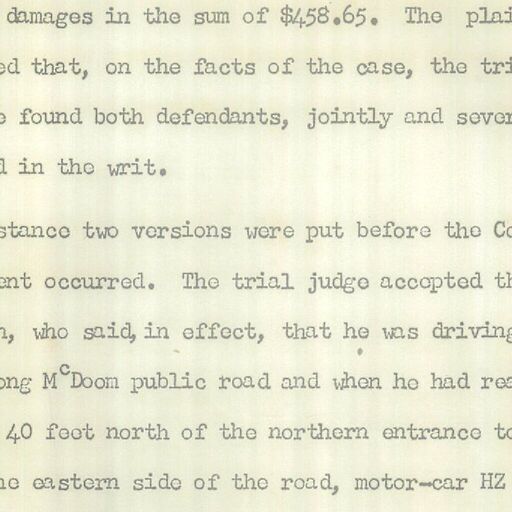 damages in the sum of $458.65. The plai
ed that, on the facts of the case, the tri
e found both defendants, jointly and sever
d in the writ.
stance two versions were put before the Co
ent occurred. The trial judge accepted th
n, who said, in effect, that he was driving
ong McDoom public road and when he had rea
40 feet north of the northern entrance to
he eastern side of the road, motor-car HZ